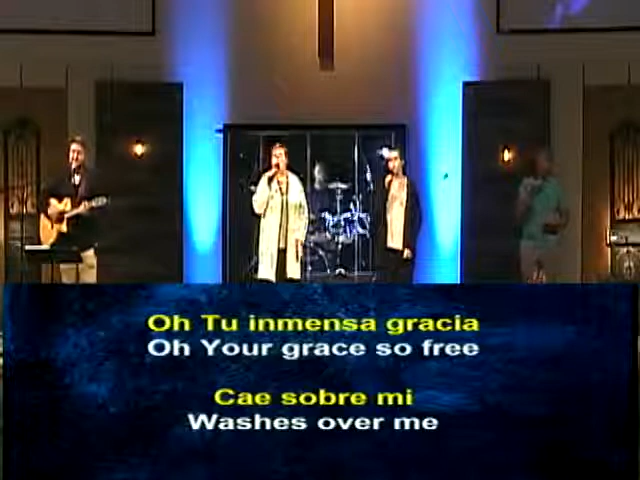 Oh Tu inmensa gracia
Oh Your grace so free
Cae sobre mi
Washes over me